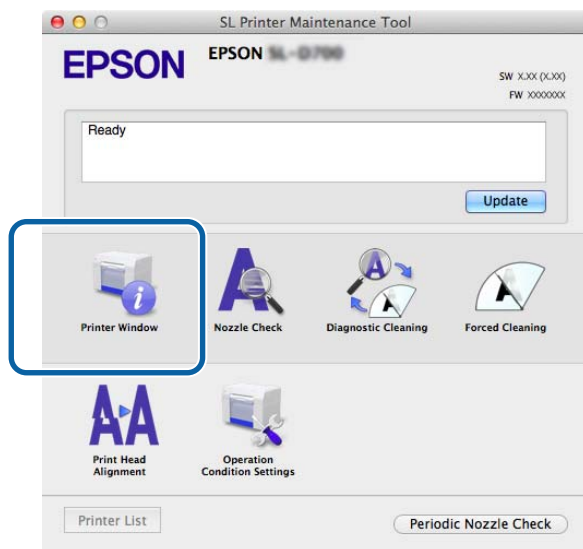 SL Printer Maintenance Tool
EPSON
EPSON
SW X.XX (X.XX)
FW XXXXXXX
Ready
Update
Printer Window
Nozzle Check
Diagnostic Cleaning
Forced Cleaning
Print Head
Alignment
Operation
Condition Settings
Printer List
Periodic Nozzle Check